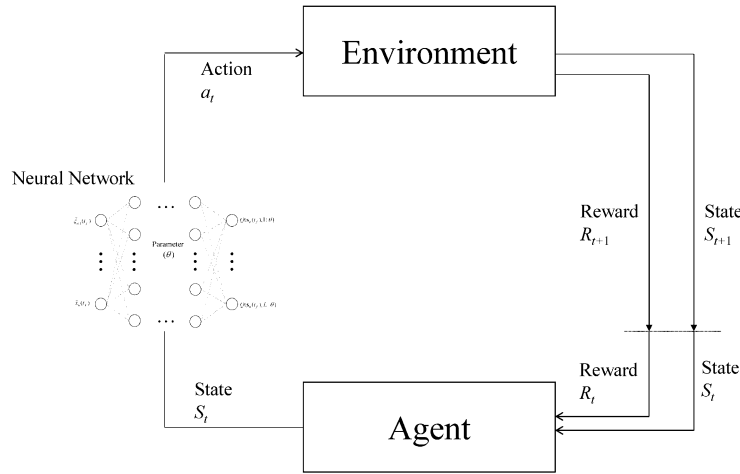 Environment
Action
a_t
Neural Network
Parameter
(θ)
Reward
R_{t+1}
State
S_{t+1}
Reward
R_t
State
S_t
State
S_t
Agent